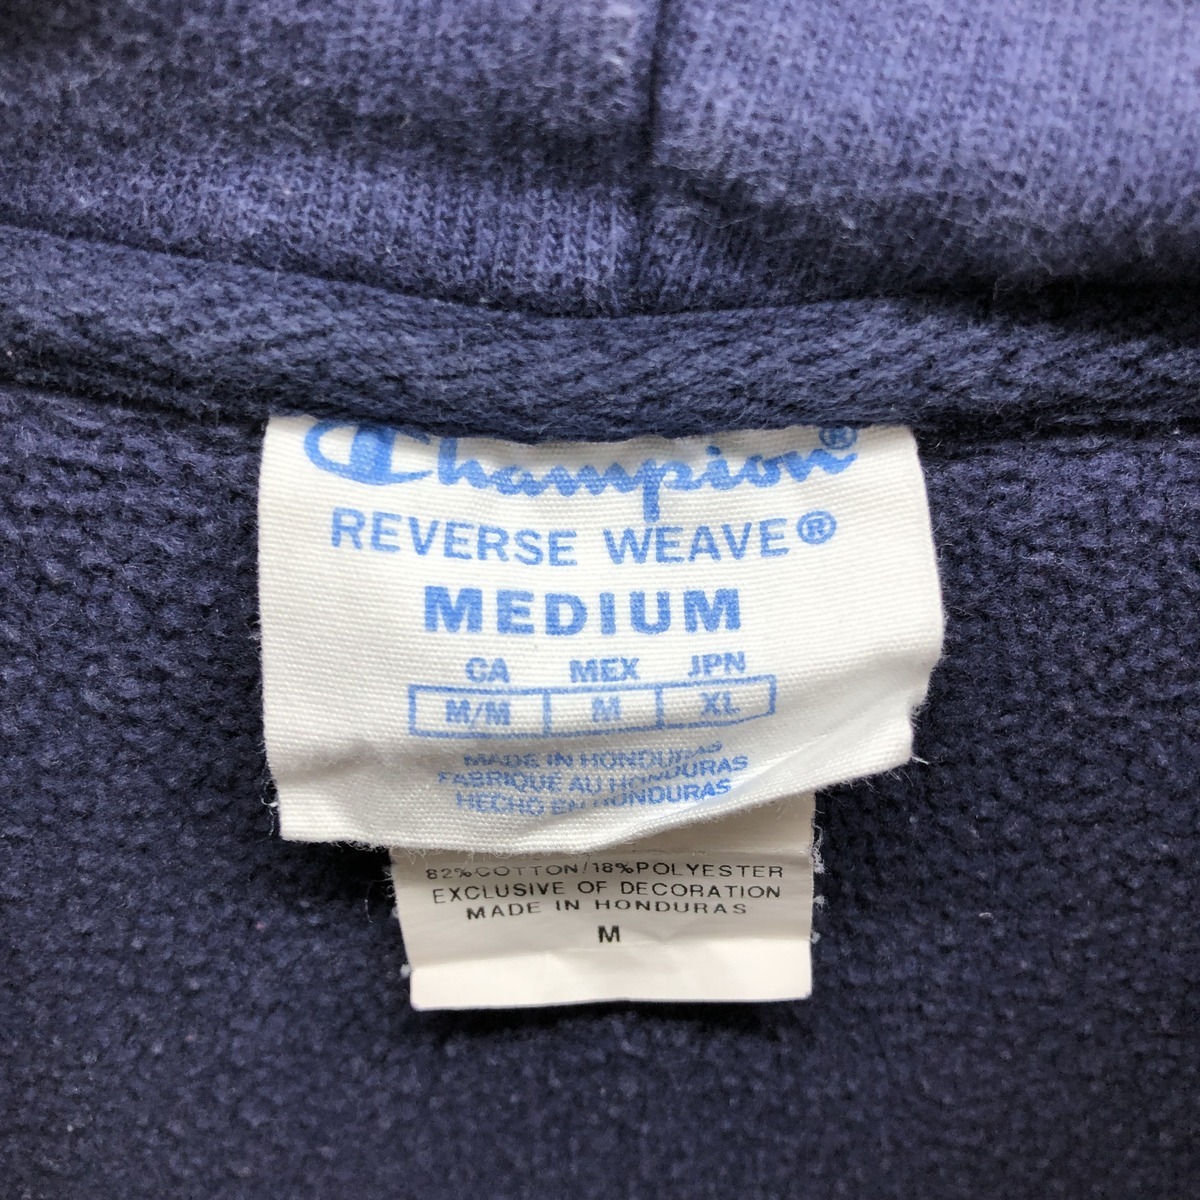 Champion®
REVERSE WEAVE®
MEDIUM
CA MEX JPN
M/M M XL
MADE IN HONDURAS
FABRIQUE AU HONDURAS
HECHO EN HONDURAS
82%COTTON/18%POLYESTER
EXCLUSIVE OF DECORATION
MADE IN HONDURAS
M